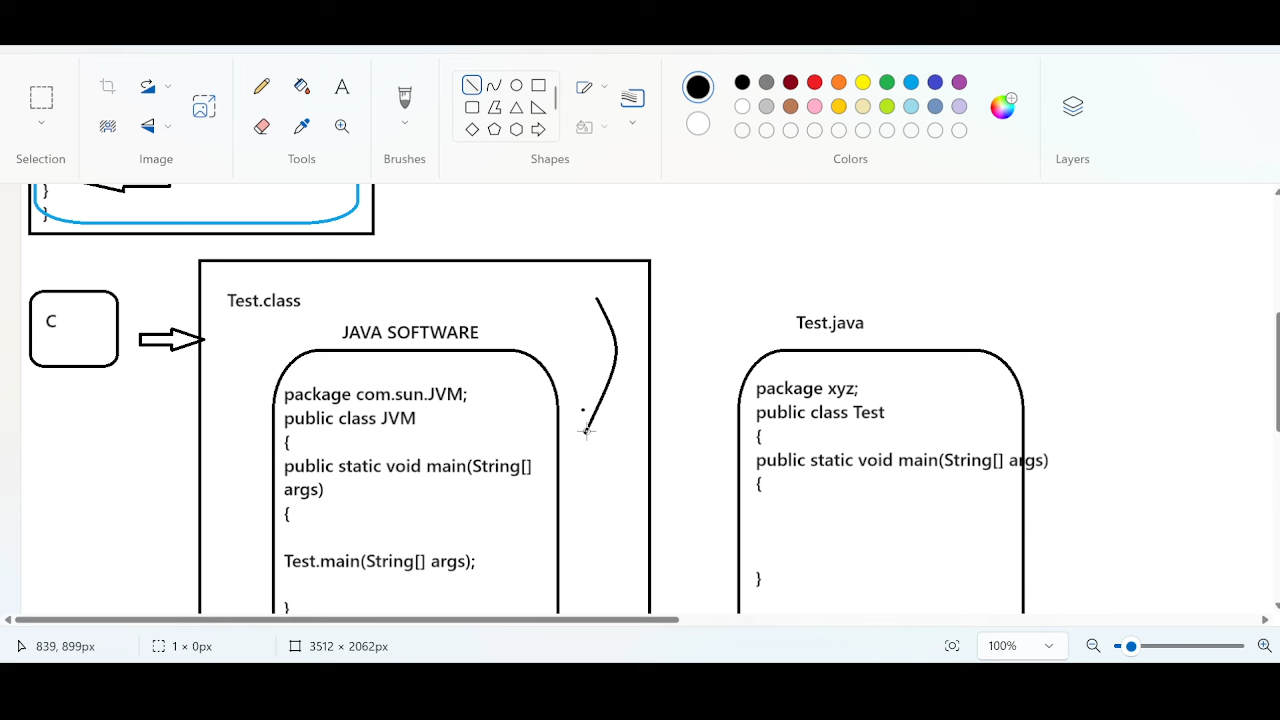 Selection
Image
Tools
Brushes
Shapes
Colors
Layers
}
}
C
Test.class
JAVA SOFTWARE
package com.sun.JVM;
public class JVM
{
public static void main(String[]
args)
{
Test.main(String[] args);
}
Test.java
package xyz;
public class Test
{
public static void main(String[] args)
{
}
839, 899px
1 × 0px
3512 × 2062px
100%